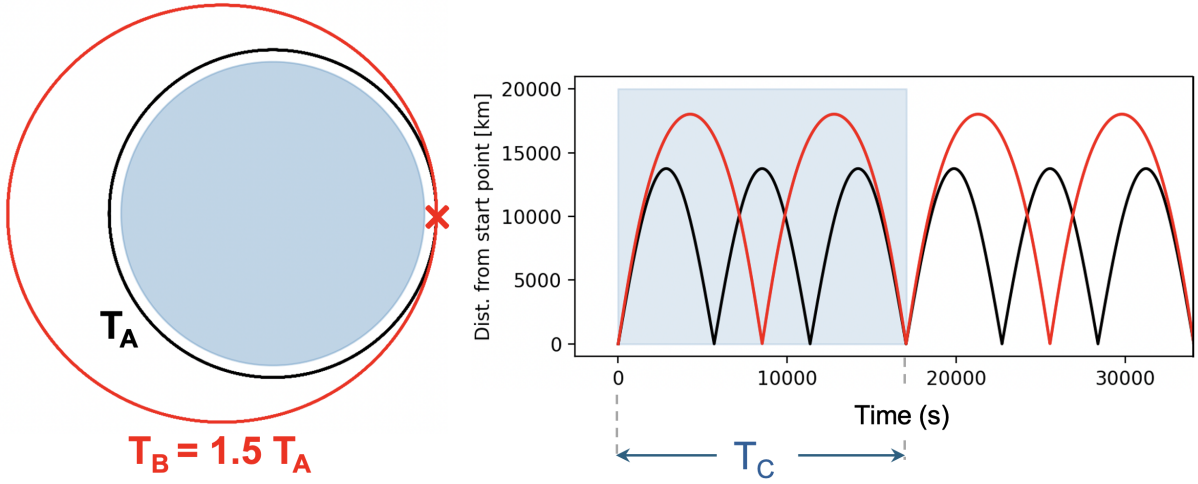 T_A
T_B = 1.5 T_A
Dist. from start point [km]
20000
15000
10000
5000
0
0 10000 20000 30000
Time (s)
T_C